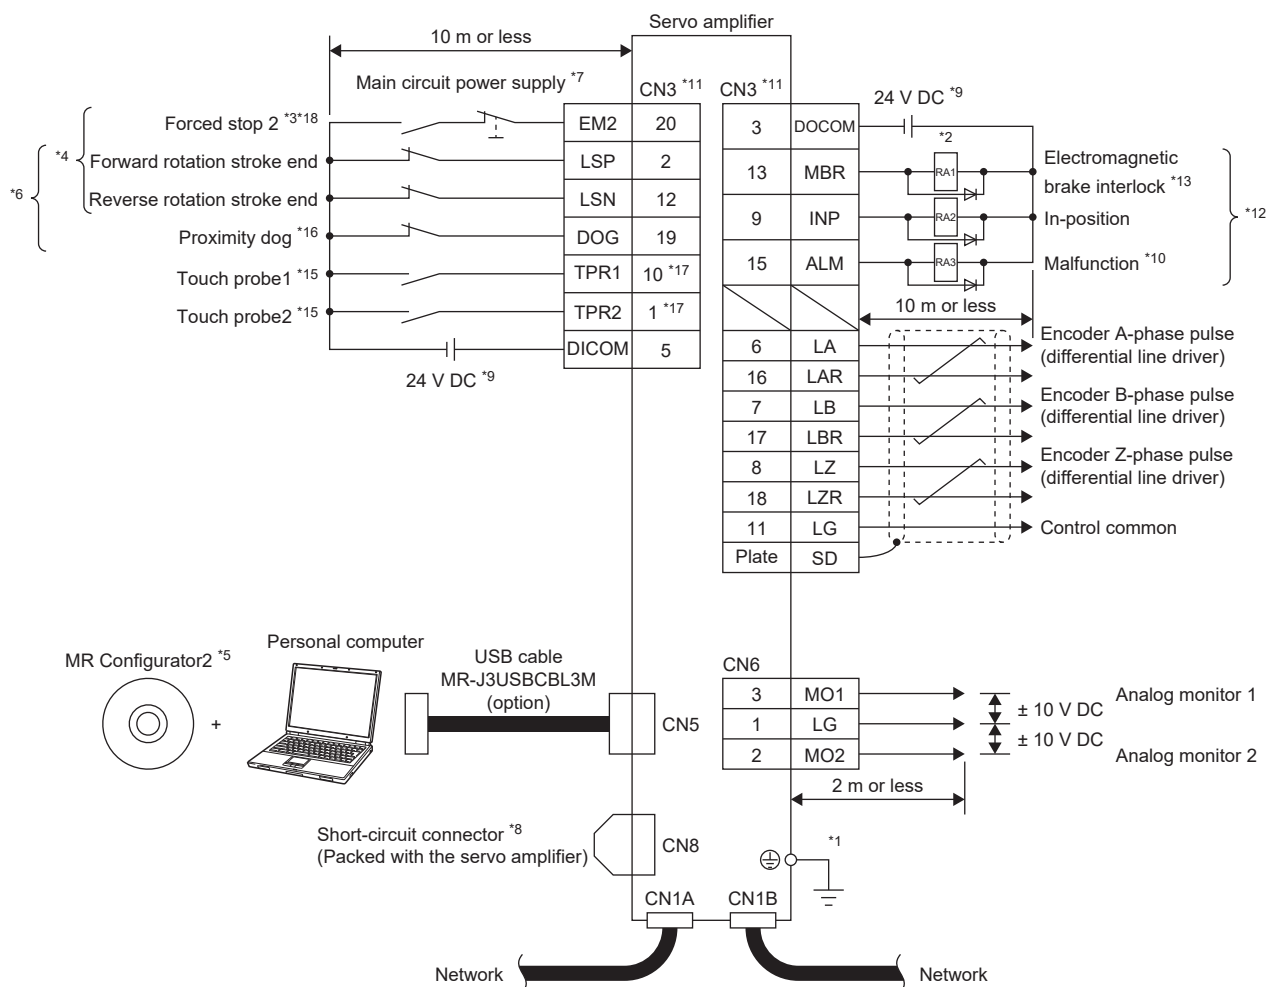 Servo amplifier
10 m or less
Main circuit power supply *7
CN3 *11
Forced stop 2 *3*18
EM2 20
*4
Forward rotation stroke end
LSP 2
*6
Reverse rotation stroke end
LSN 12
Proximity dog *16
DOG 19
Touch probe1 *15
TPR1 10 *17
Touch probe2 *15
TPR2 1 *17
DICOM 5
24 V DC *9
CN3 *11
24 V DC *9
3 DOCOM
*2
13 MBR
RA1
Electromagnetic
brake interlock *13
9 INP
RA2
In-position
*12
15 ALM
RA3
Malfunction *10
10 m or less
6 LA
Encoder A-phase pulse
(differential line driver)
16 LAR
7 LB
Encoder B-phase pulse
(differential line driver)
17 LBR
8 LZ
Encoder Z-phase pulse
(differential line driver)
18 LZR
11 LG
Control common
Plate SD
MR Configurator2 *5
+
Personal computer
USB cable
MR-J3USBCBL3M
(option)
CN5
CN6
3 MO1
Analog monitor 1
± 10 V DC
1 LG
± 10 V DC
2 MO2
Analog monitor 2
2 m or less
Short-circuit connector *8
(Packed with the servo amplifier)
CN8
*1
CN1A
CN1B
Network
Network